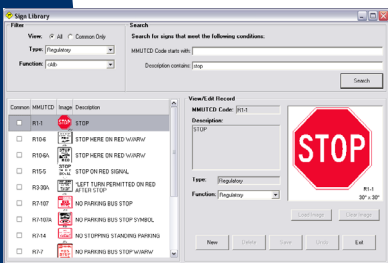 Sign Library
Filter
View: All Common Only
Type: Regulatory
Function: <All>
Search
Search for signs that meet the following conditions:
MMUTCD Code starts with:
Description contains: stop
Search
Common MMUTCD Image Description
R1-1 STOP STOP
R10-6 STOP HERE ON RED W/ARW
R10-6A STOP HERE ON RED W/ARW
R15-5 STOP ON RED SIGNAL
R3-30A *LEFT TURN PERMITTED ON RED AFTER STOP
R7-107 NO PARKING BUS STOP
R7-107A NO PARKING BUS STOP SYMBOL
R7-14 NO STOPPING STANDING PARKING
R7-7 NO PARKING BUS STOP W/ARW
View/Edit Record
MMUTCD Code: R1-1
Description:
STOP
Type: Regulatory
Function: Regulatory
STOP
R1-1
30" x 30"
Load Image Clear Image
New Delete Save Undo Exit